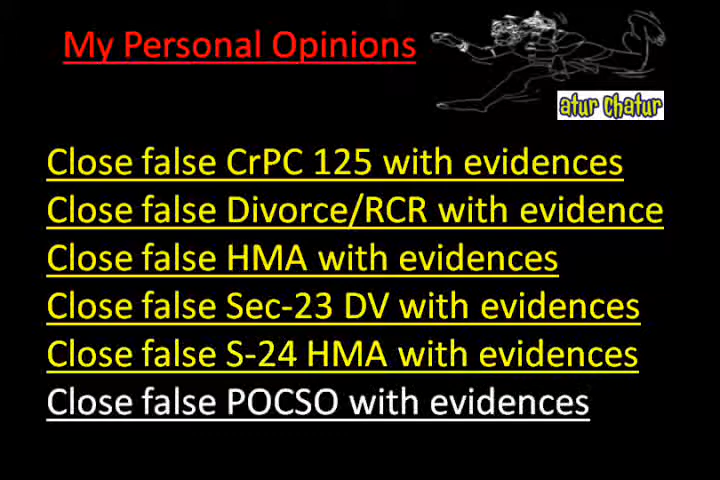 My Personal Opinions
atur Chatur
Close false CrPC 125 with evidences
Close false Divorce/RCR with evidence
Close false HMA with evidences
Close false Sec-23 DV with evidences
Close false S-24 HMA with evidences
Close false POCSO with evidences